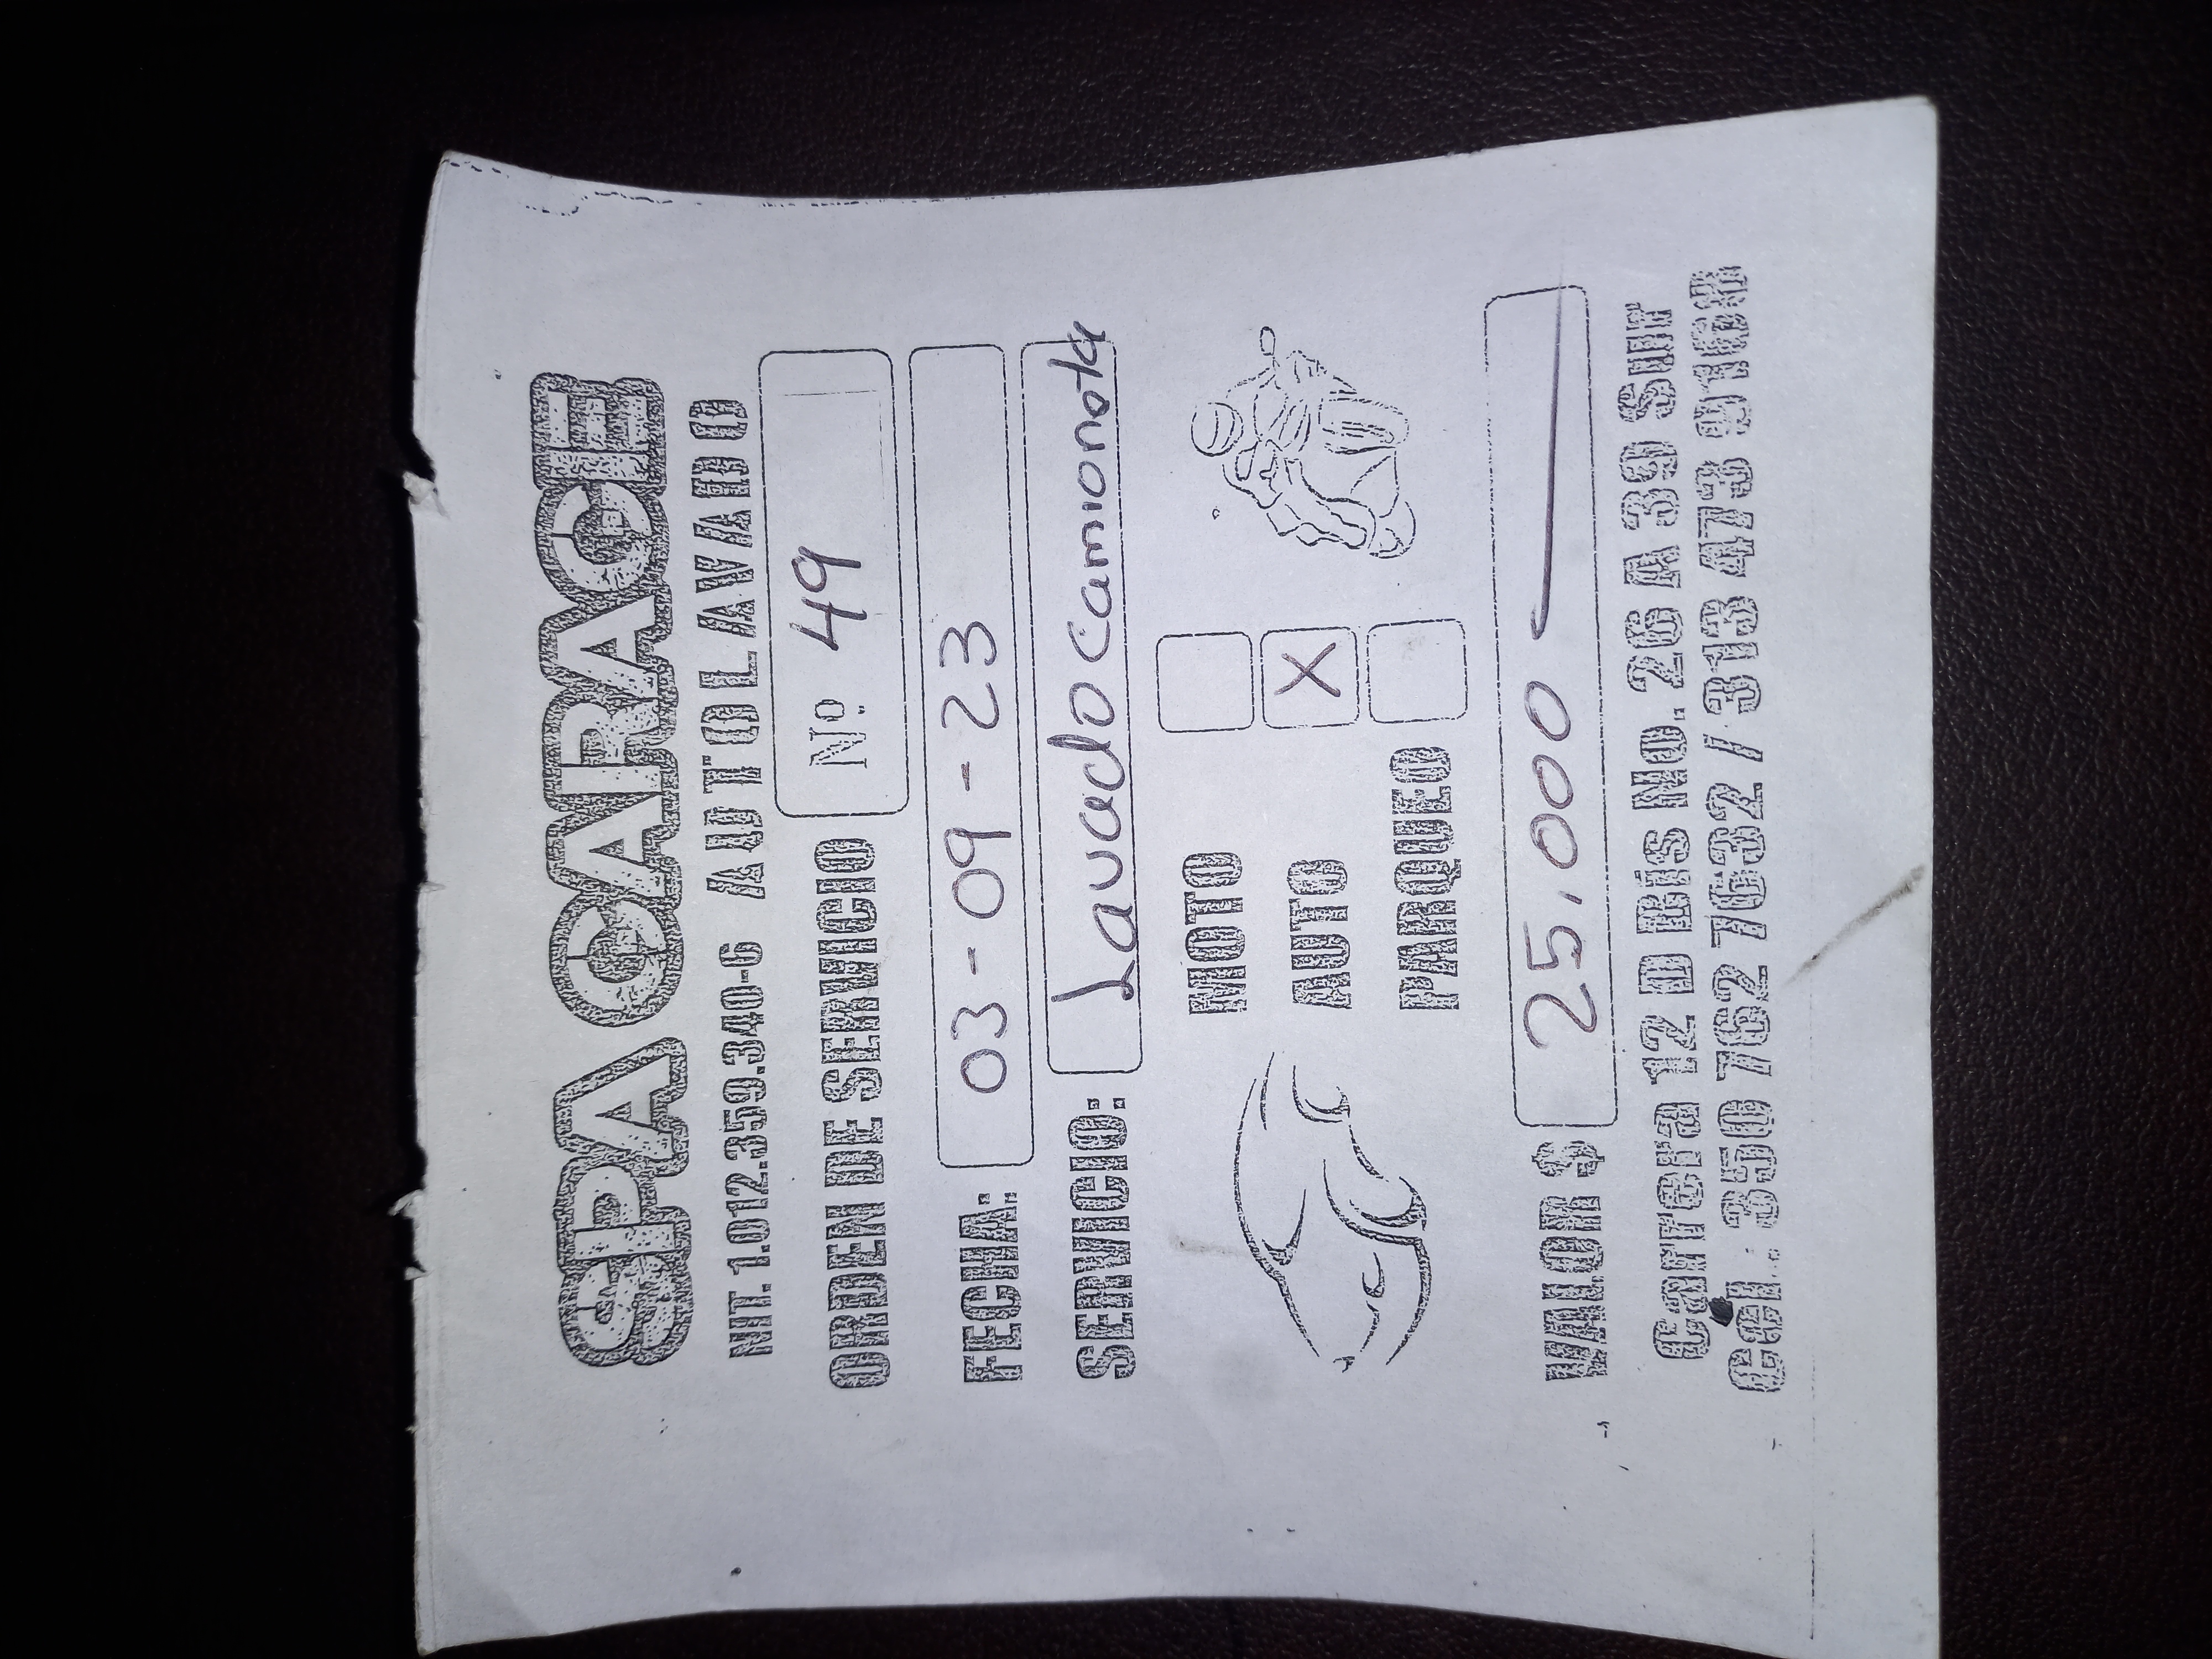 SPA CARACE
NIT. 1.012.359.340-6 AUTOLAVADO
ORDEN DE SERVICIO Nº 49
FECHA: 03-09-23
SERVICIO: Lavado Camioneta
MOTO
AUTO X
PARQUEO
VALOR $ 25.000
Carrera 12 D Bis No. 26 A 39 Sur
Cel.: 350 762 7632 / 313 473 9108